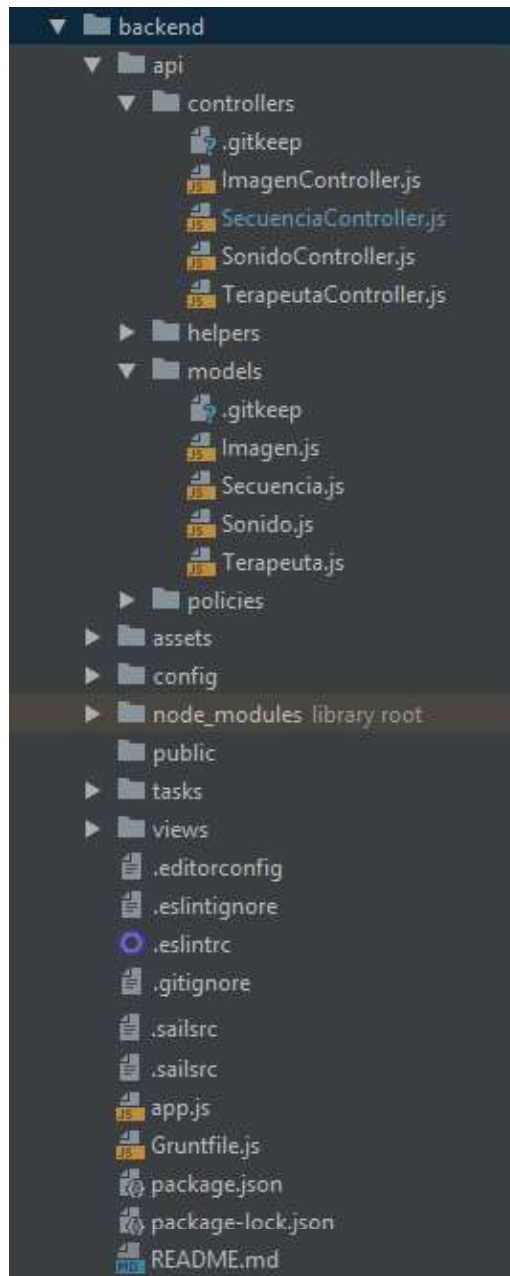 backend
api
controllers
.gitkeep
ImagenController.js
SecuenciaController.js
SonidoController.js
TerapeutaController.js
helpers
models
.gitkeep
Imagen.js
Secuencia.js
Sonido.js
Terapeuta.js
policies
assets
config
node_modules library root
public
tasks
views
.editorconfig
.eslintignore
.eslintrc
.gitignore
.sailsrc
.sailsrc
app.js
Gruntfile.js
package.json
package-lock.json
README.md